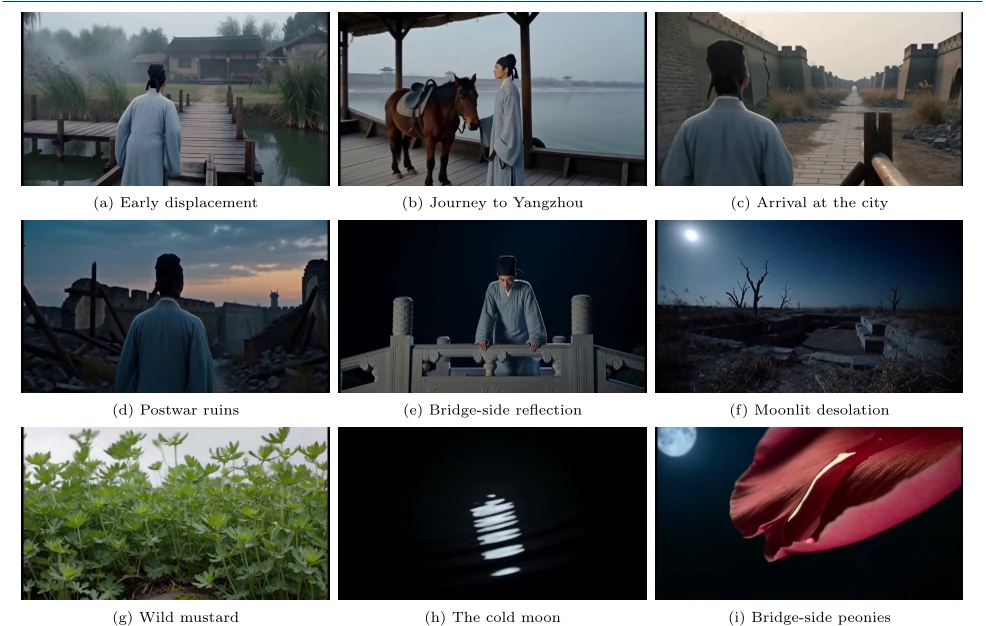 (a) Early displacement
(b) Journey to Yangzhou
(c) Arrival at the city
(d) Postwar ruins
(e) Bridge-side reflection
(f) Moonlit desolation
(g) Wild mustard
(h) The cold moon
(i) Bridge-side peonies